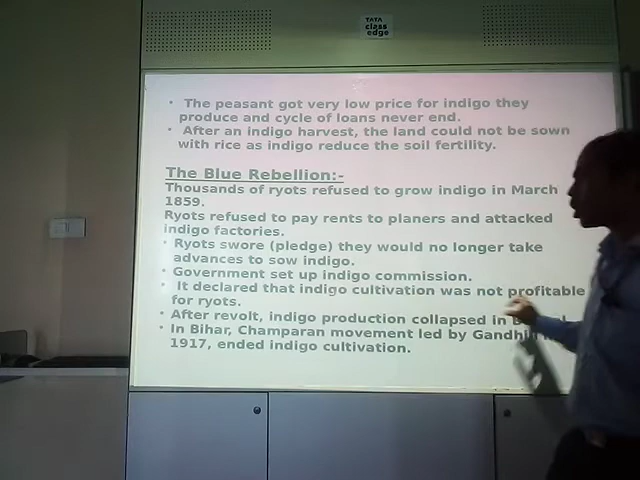 TATA
class
edge
• The peasant got very low price for indigo they
produce and cycle of loans never end.
• After an indigo harvest, the land could not be sown
with rice as indigo reduce the soil fertility.
The Blue Rebellion:-
Thousands of ryots refused to grow indigo in March
1859.
Ryots refused to pay rents to planers and attacked
indigo factories.
• Ryots swore (pledge) they would no longer take
advances to sow indigo.
• Government set up indigo commission.
• It declared that indigo cultivation was not profitable
for ryots.
• After revolt, indigo production collapsed in
• In Bihar, Champaran movement led by Gandhiji
1917, ended indigo cultivation.